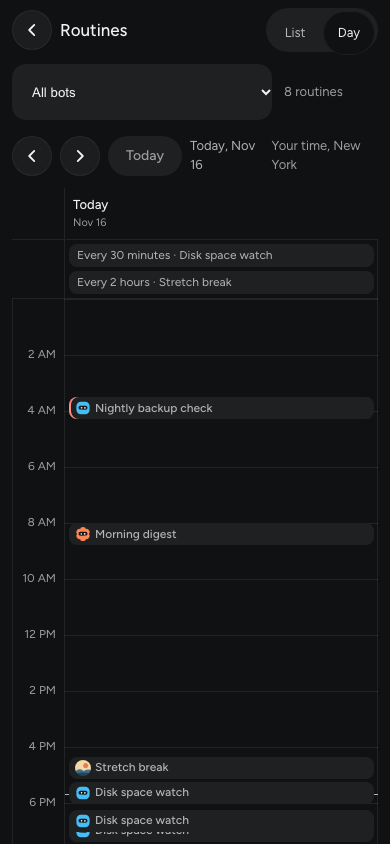 Routines
List
Day
All bots
8 routines
Today
Today, Nov
16
Your time, New
York
Today
Nov 16
Every 30 minutes · Disk space watch
Every 2 hours · Stretch break
2 AM
4 AM
Nightly backup check
6 AM
8 AM
Morning digest
10 AM
12 PM
2 PM
4 PM
Stretch break
Disk space watch
6 PM
Disk space watch
Disk space watch